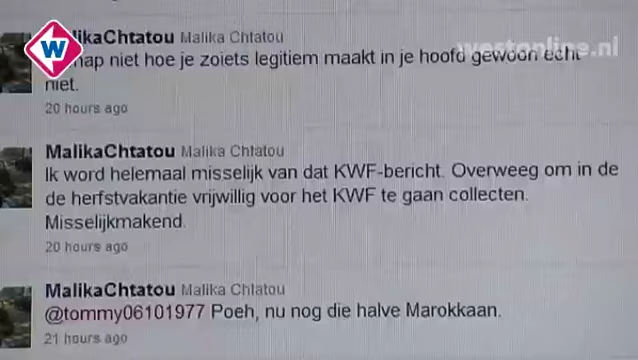 W
westonline.nl
MalikaChtatou Malika Chtatou
snap niet hoe je zoiets legitiem maakt in je hoofd gewoon echt
niet.
20 hours ago
MalikaChtatou Malika Chtatou
Ik word helemaal misselijk van dat KWF-bericht. Overweeg om in de
de herfstvakantie vrijwillig voor het KWF te gaan collecten.
Misselijkmakend.
20 hours ago
MalikaChtatou Malika Chtatou
@tommy06101977 Poeh, nu nog die halve Marokkaan.
21 hours ago